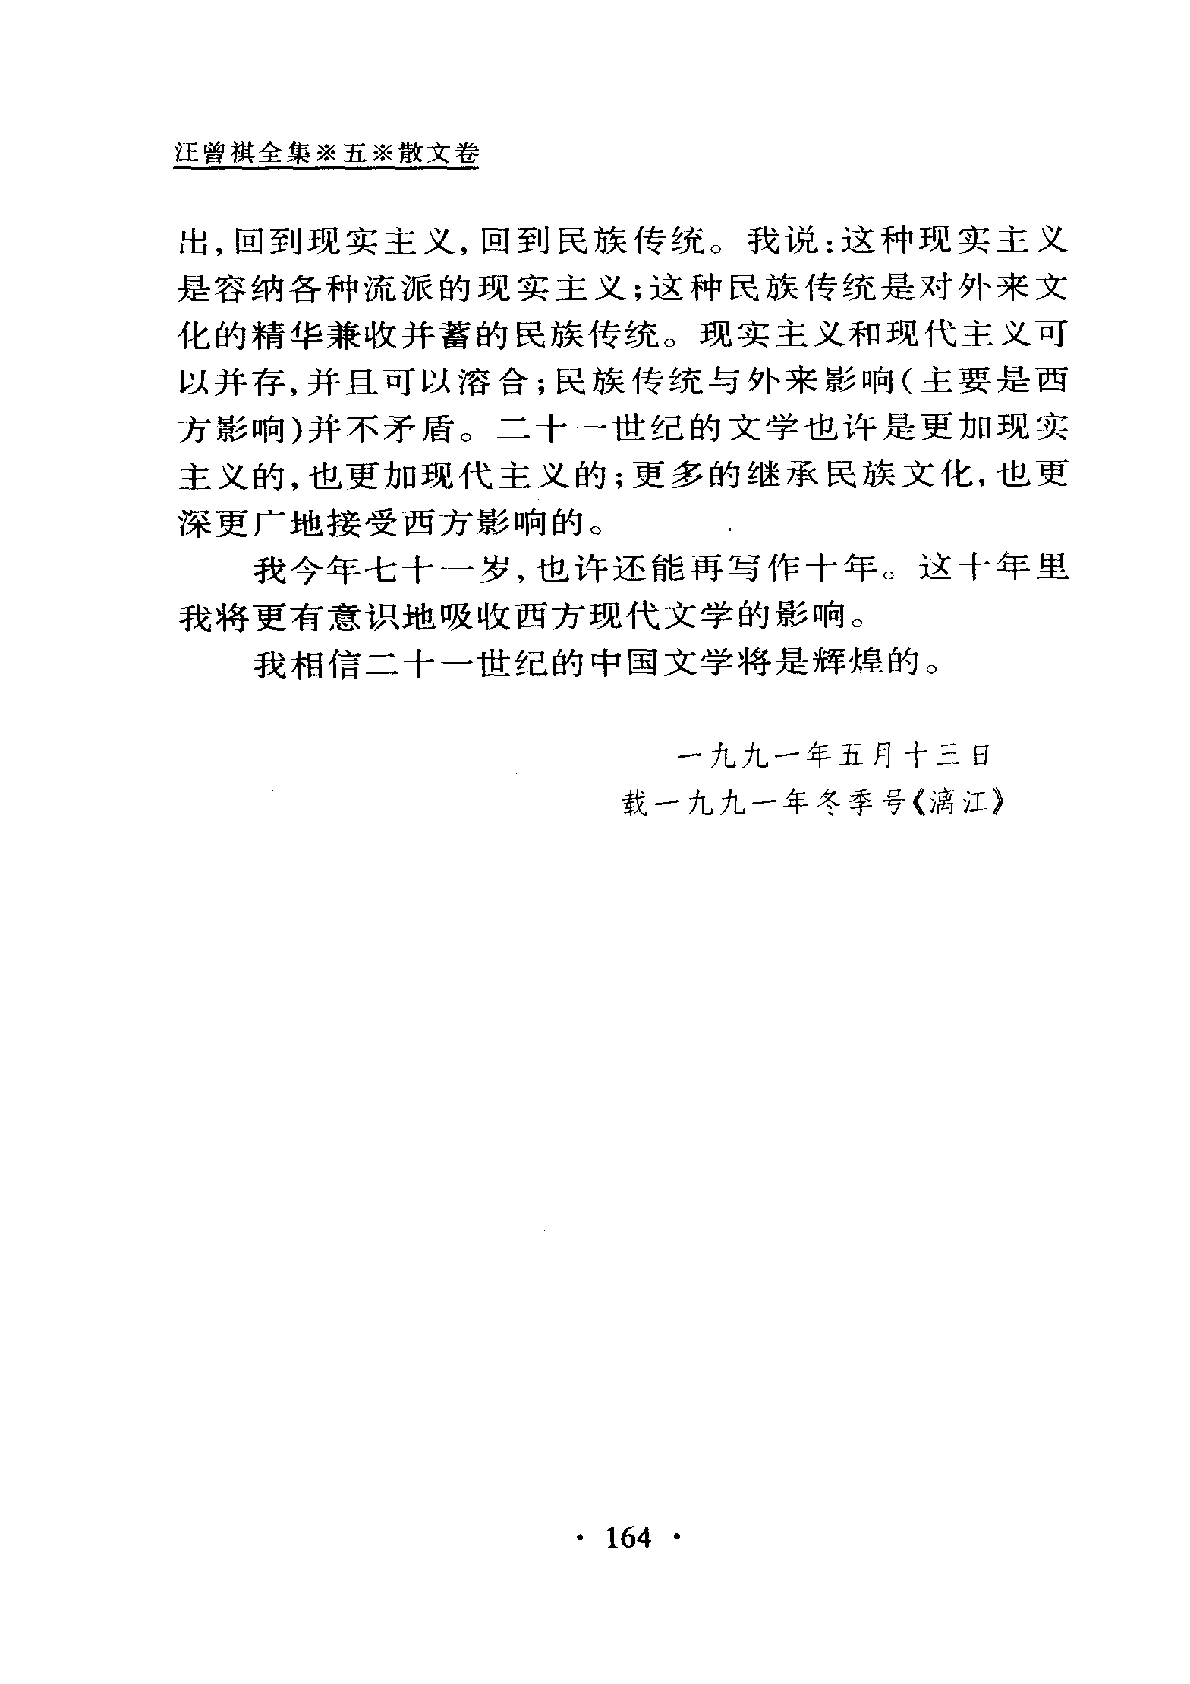 汪曾祺全集※五※散文卷
出,回到现实主义,回到民族传统。我说:这种现实主义
是容纳各种流派的现实主义;这种民族传统是对外来文
化的精华兼收并蓄的民族传统。现实主义和现代主义可
以并存,并且可以溶合;民族传统与外来影响(主要是西
方影响)并不矛盾。二十一世纪的文学也许是更加现实
主义的,也更加现代主义的;更多的继承民族文化,也更
深更广地接受西方影响的。
我今年七十一岁,也许还能再写作十年。这十年里
我将更有意识地吸收西方现代文学的影响。
我相信二十一世纪的中国文学将是辉煌的。
一九九一年五月十三日
载一九九一年冬季号《漓江》
· 164 ·